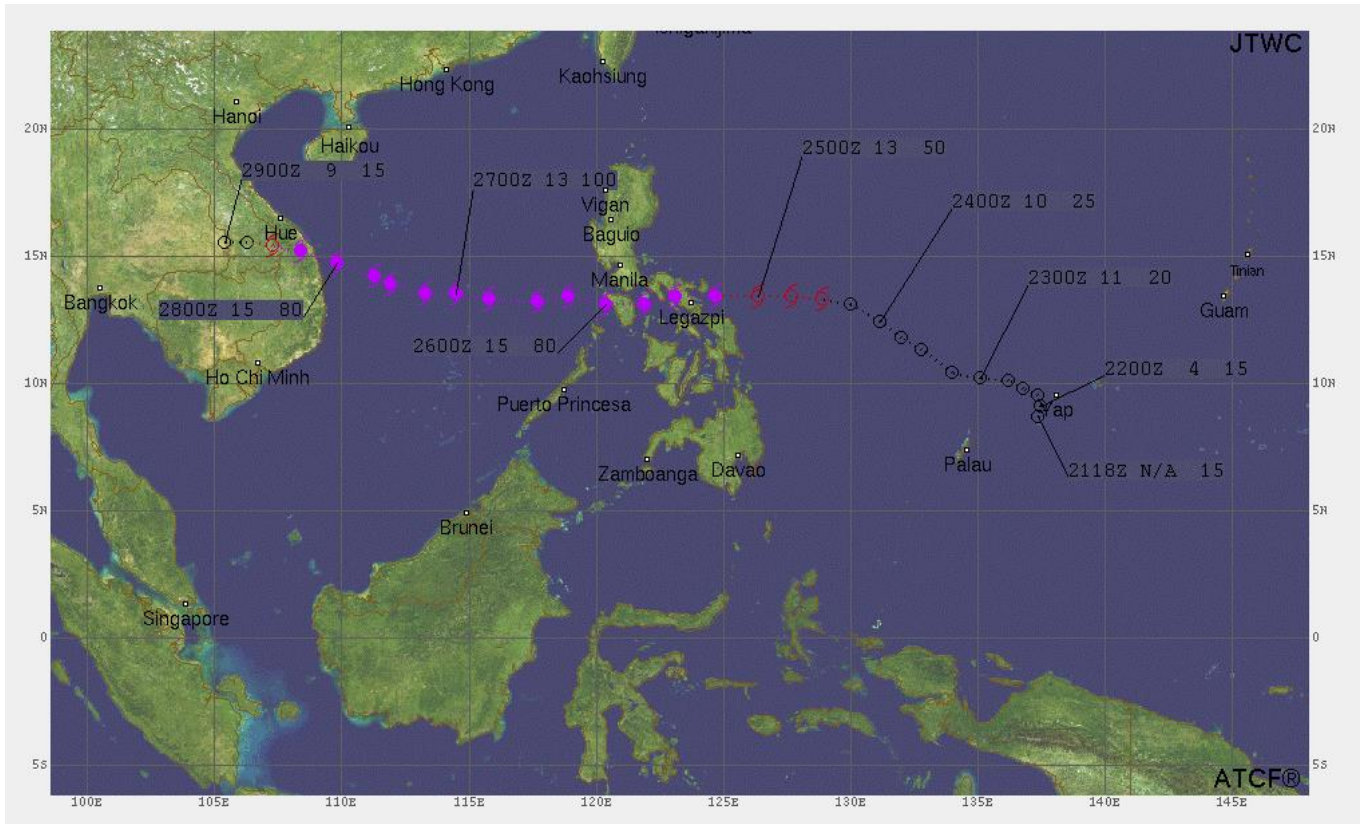 Ishigahijima
JTWC
Kaohsiung
Hong Kong
Hanoi
20N
20N
Haikou
2500Z 13 50
2900Z 9 15
2700Z 13 100
Vigan
2400Z 10 25
Hue
Baguio
15N
15N
Manila
Tinian
2300Z 11 20
Bangkok
2800Z 15 80
Legazpi
Guam
2600Z 15 80
Ho Chi Minh
2200Z 4 15
10N
10N
Puerto Princesa
Yap
Zamboanga
Davao
Palau
2118Z N/A 15
5N
5N
Brunei
Singapore
0
0
5S
5S
ATCF®
100E 105E 110E 115E 120E 125E 130E 135E 140E 145E